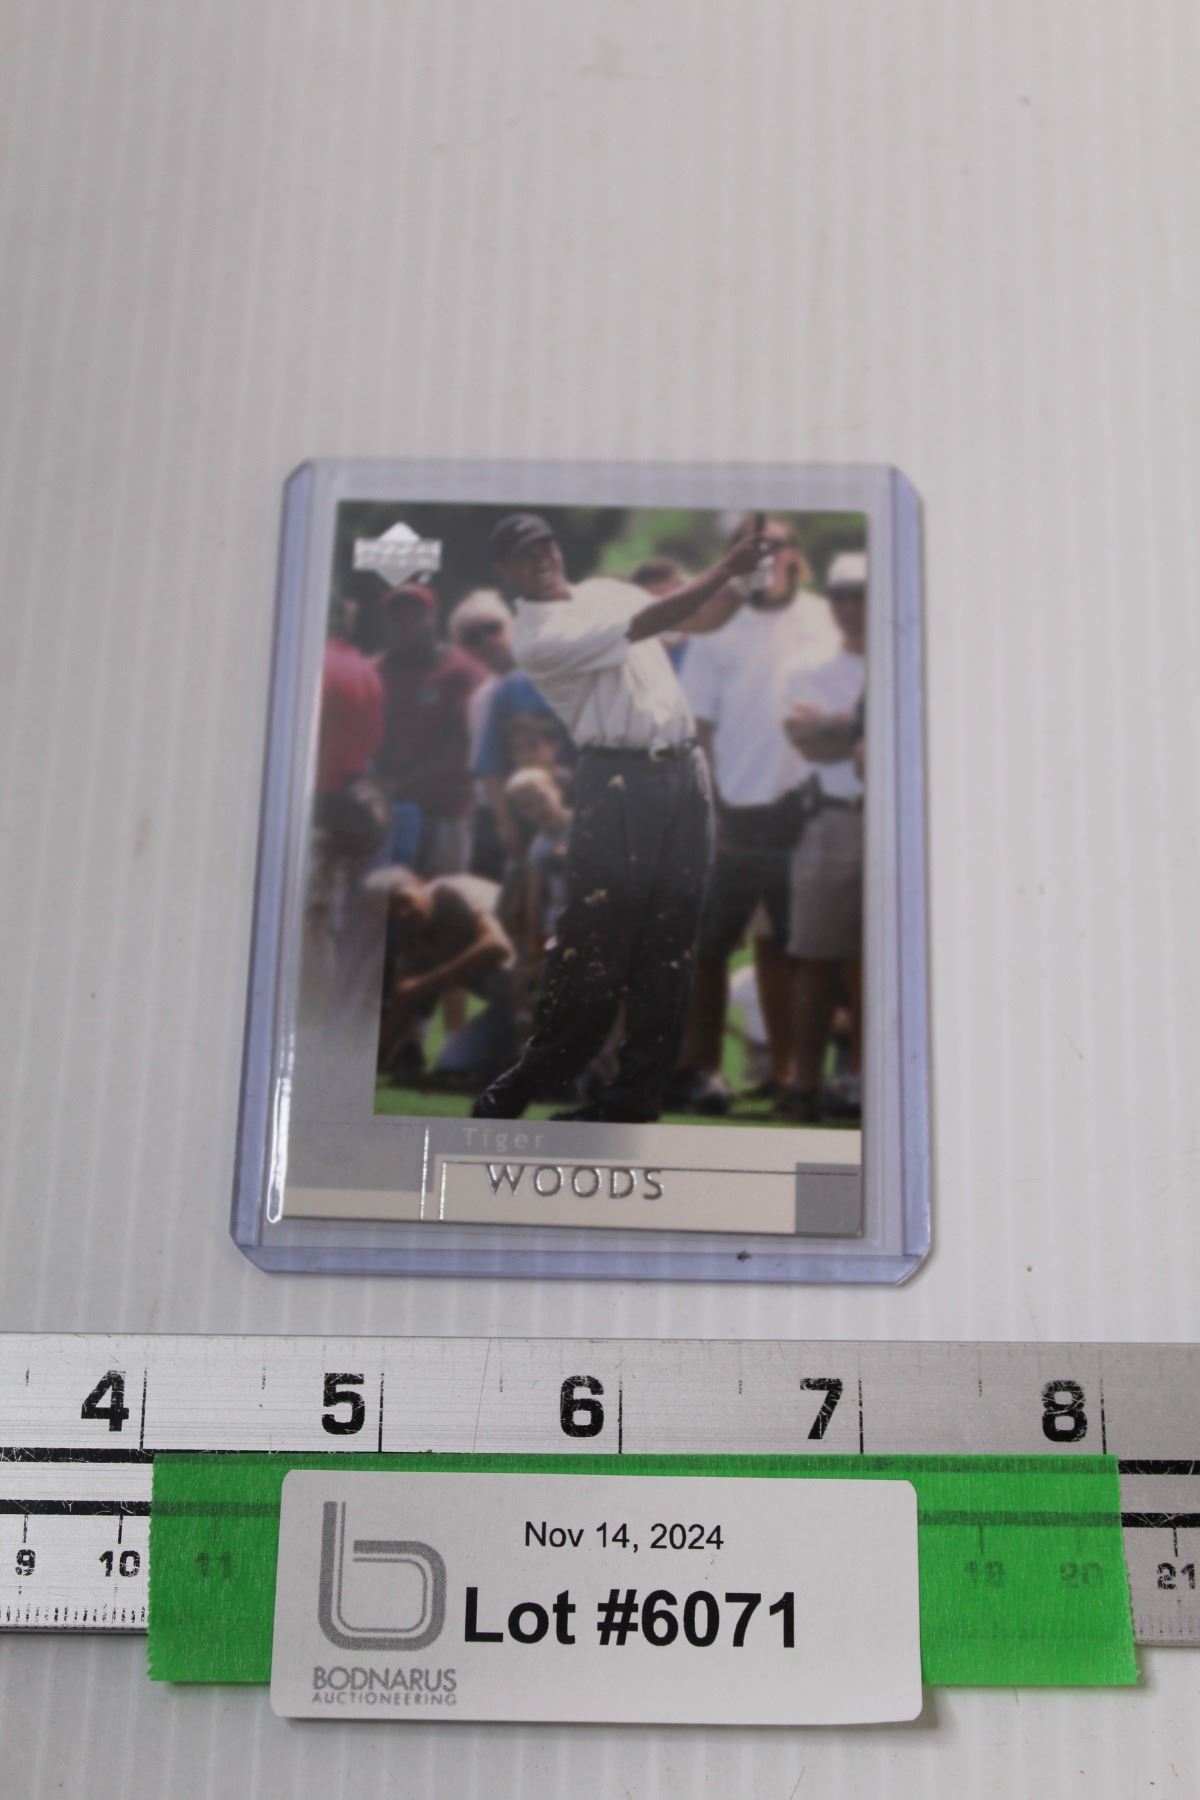 Tiger
WOODS
4 5 6 7 8
9 10 11 19 20 21
Nov 14, 2024
Lot #6071
BODNARUS
AUCTIONEERING